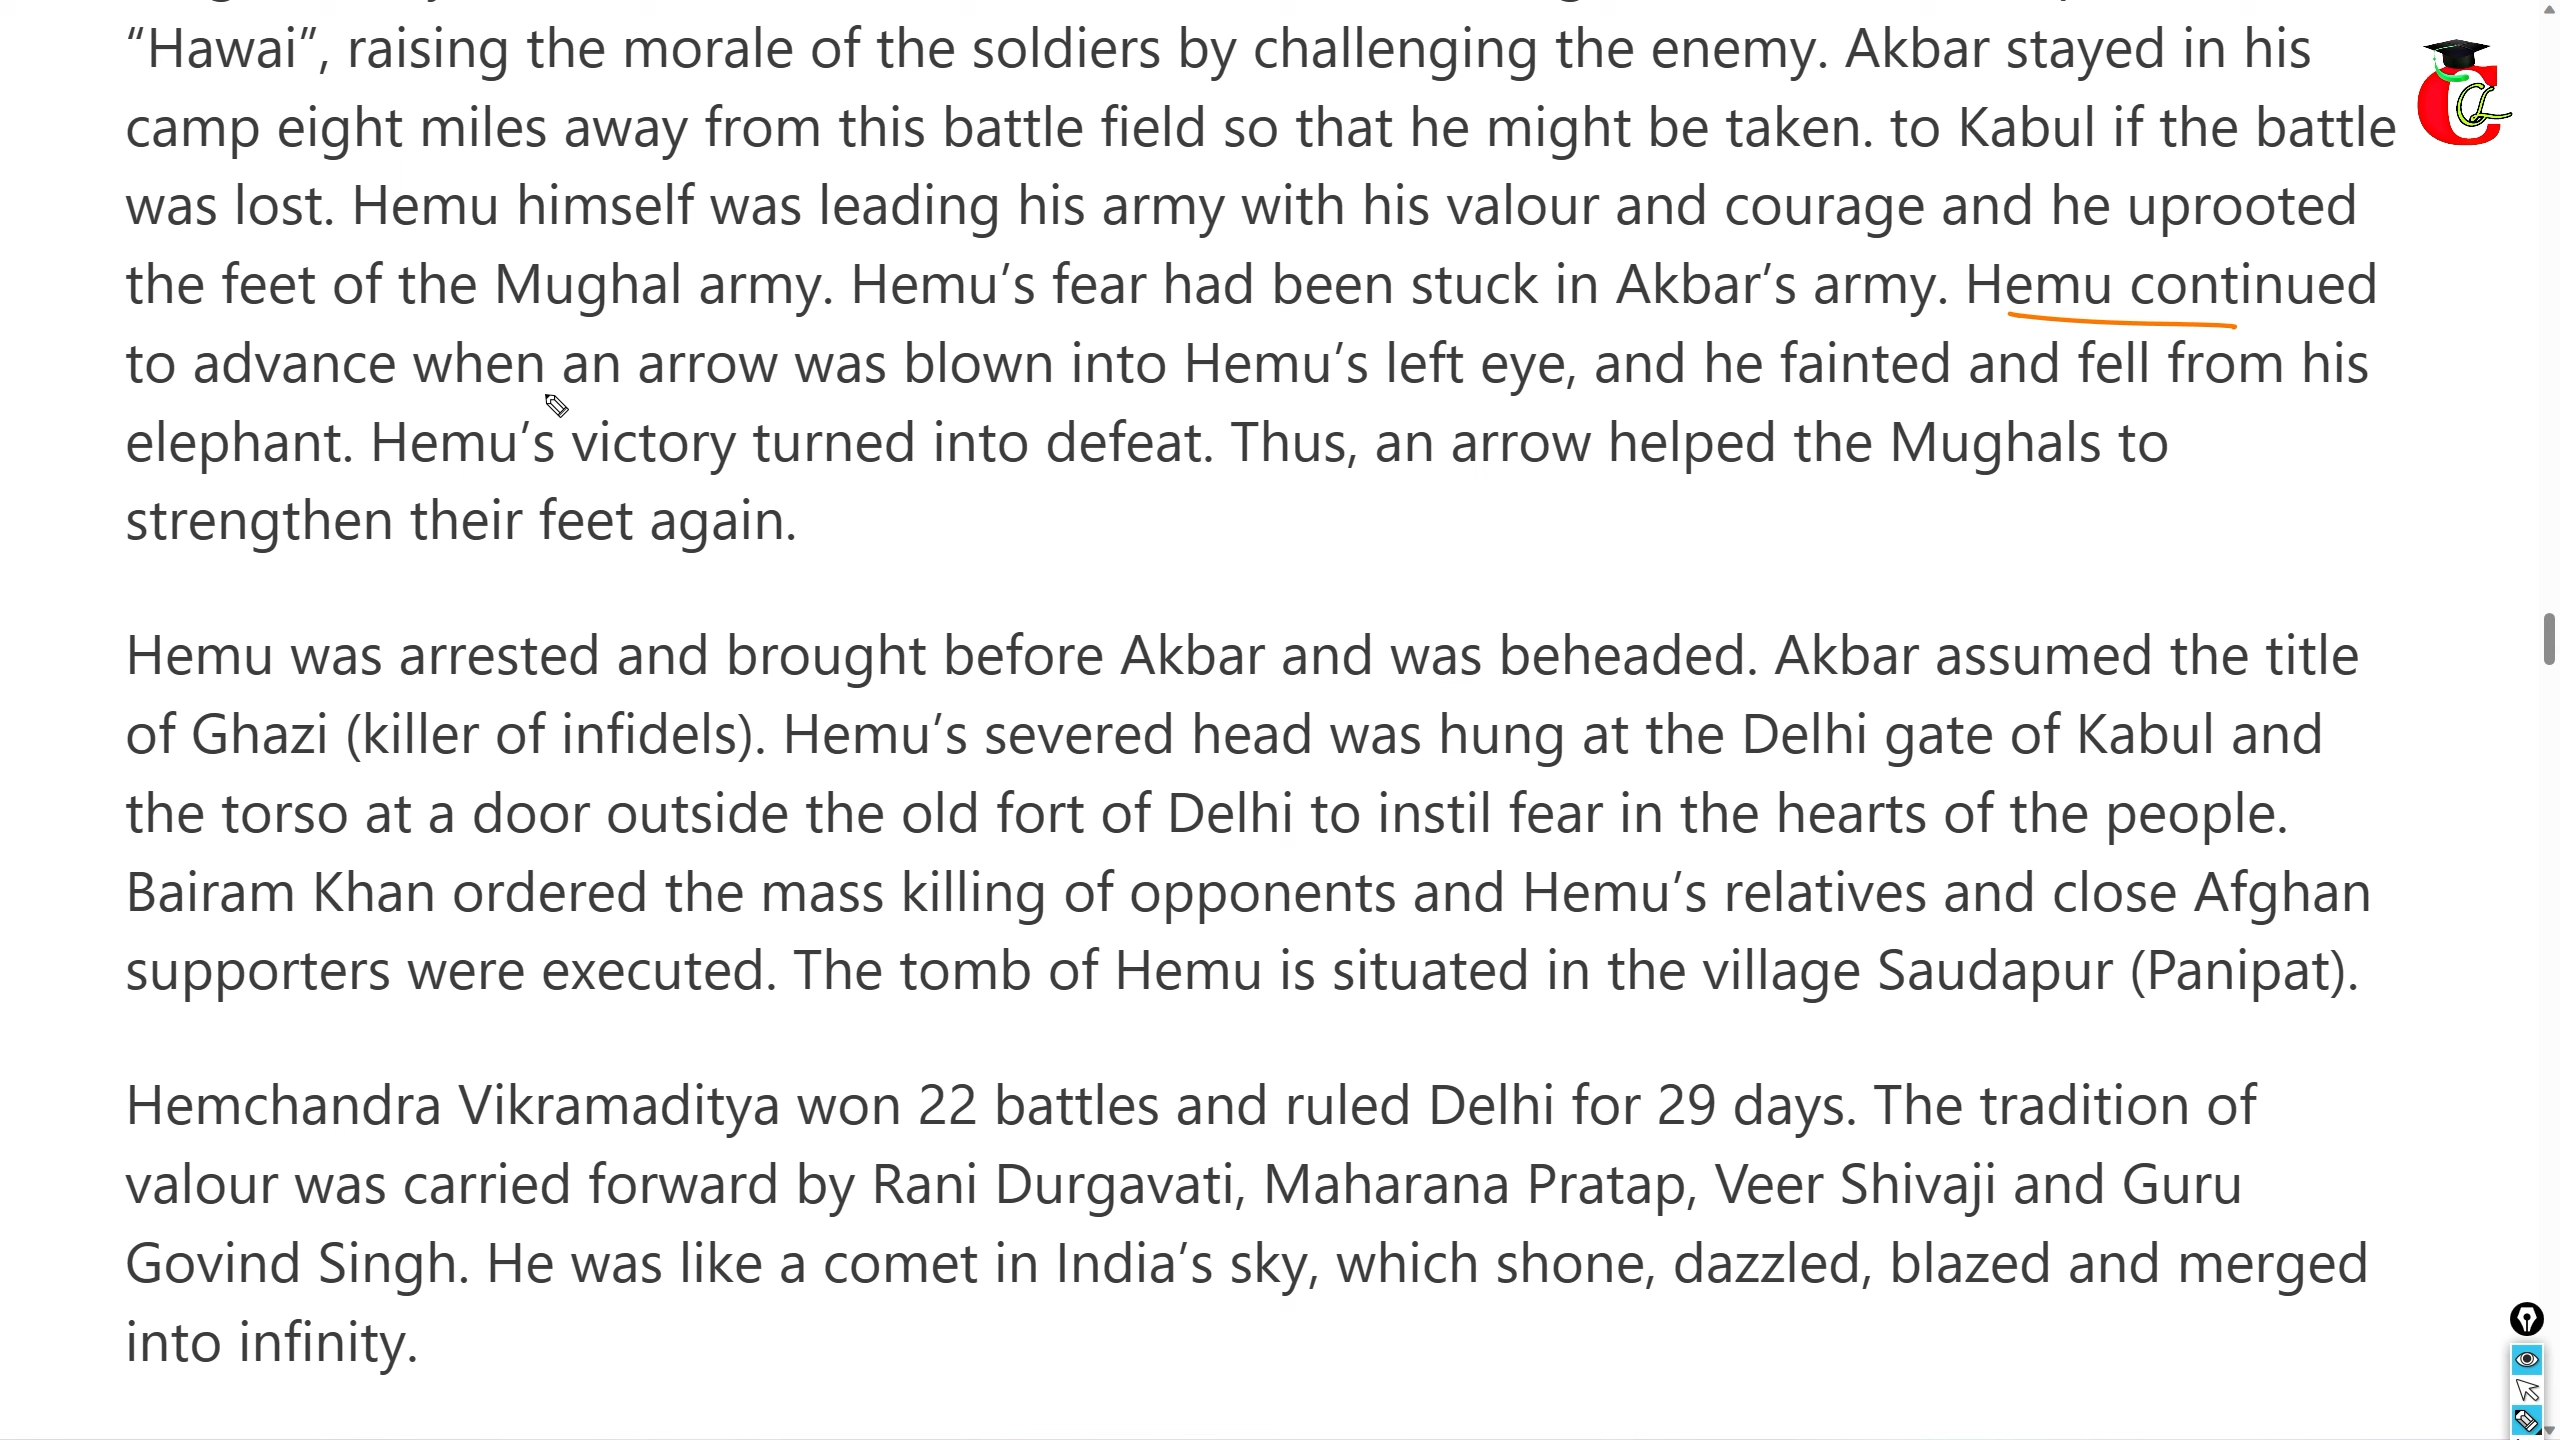 “Hawai”, raising the morale of the soldiers by challenging the enemy. Akbar stayed in his
camp eight miles away from this battle field so that he might be taken. to Kabul if the battle
was lost. Hemu himself was leading his army with his valour and courage and he uprooted
the feet of the Mughal army. Hemu’s fear had been stuck in Akbar’s army. Hemu continued
to advance when an arrow was blown into Hemu’s left eye, and he fainted and fell from his
elephant. Hemu’s victory turned into defeat. Thus, an arrow helped the Mughals to
strengthen their feet again.
Hemu was arrested and brought before Akbar and was beheaded. Akbar assumed the title
of Ghazi (killer of infidels). Hemu’s severed head was hung at the Delhi gate of Kabul and
the torso at a door outside the old fort of Delhi to instil fear in the hearts of the people.
Bairam Khan ordered the mass killing of opponents and Hemu’s relatives and close Afghan
supporters were executed. The tomb of Hemu is situated in the village Saudapur (Panipat).
Hemchandra Vikramaditya won 22 battles and ruled Delhi for 29 days. The tradition of
valour was carried forward by Rani Durgavati, Maharana Pratap, Veer Shivaji and Guru
Govind Singh. He was like a comet in India’s sky, which shone, dazzled, blazed and merged
into infinity.